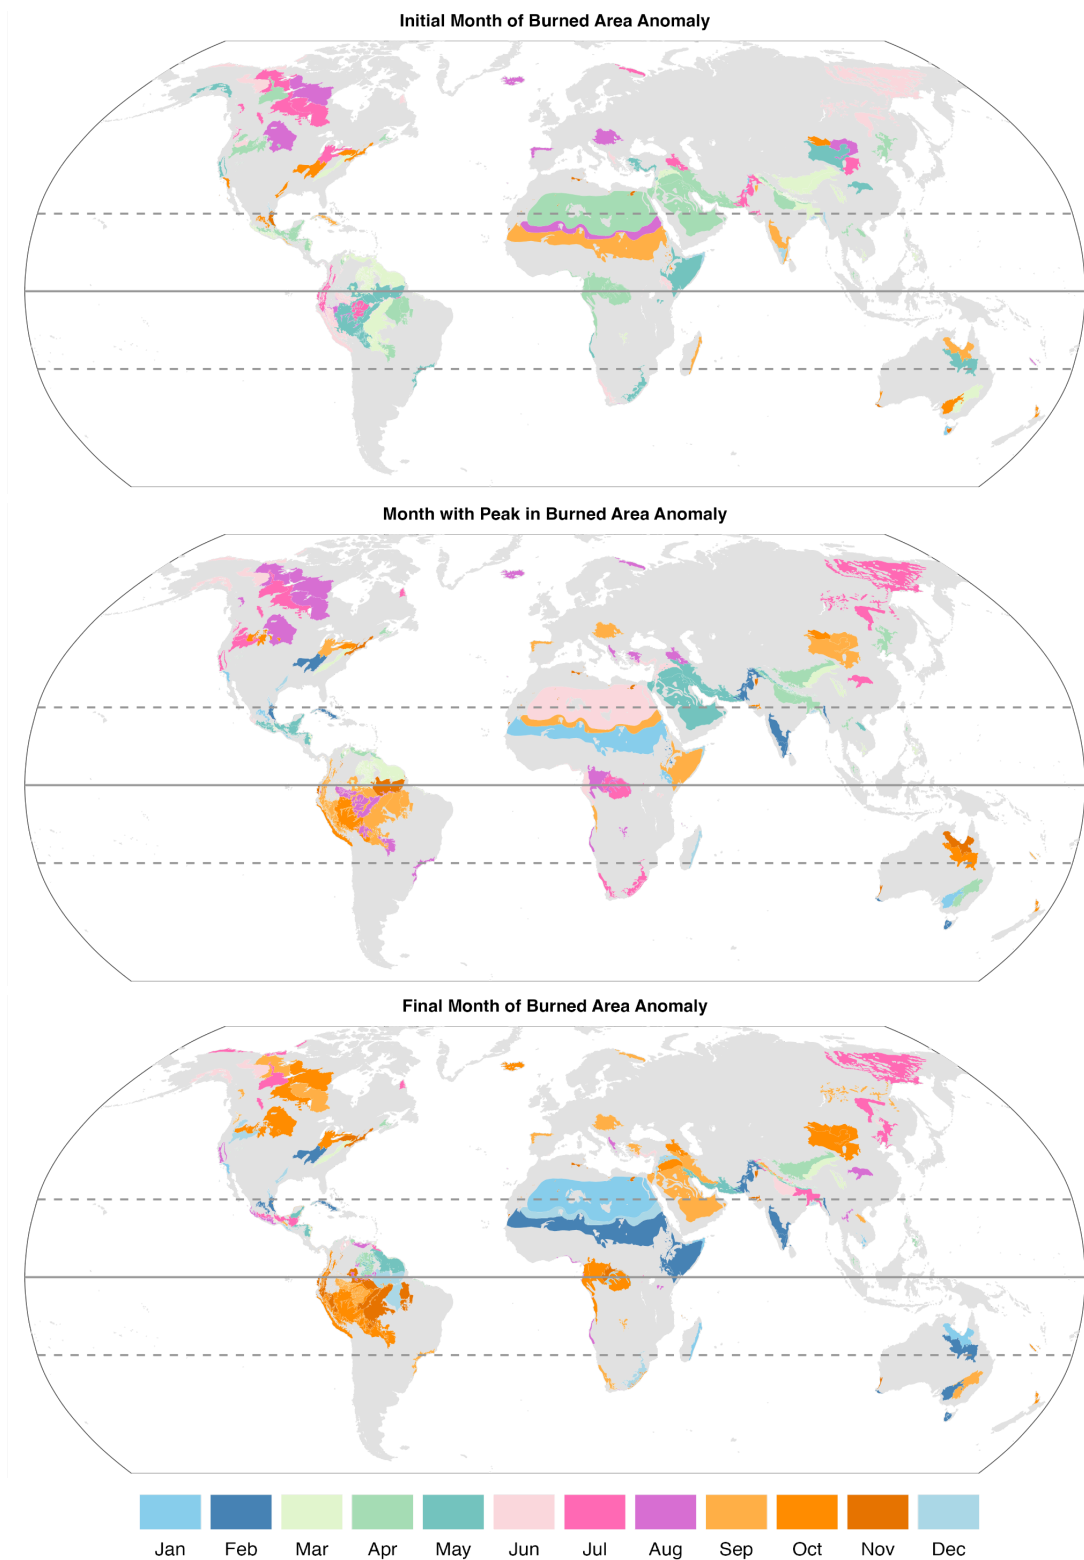 Initial Month of Burned Area Anomaly
Month with Peak in Burned Area Anomaly
Final Month of Burned Area Anomaly
Jan Feb Mar Apr May Jun Jul Aug Sep Oct Nov Dec